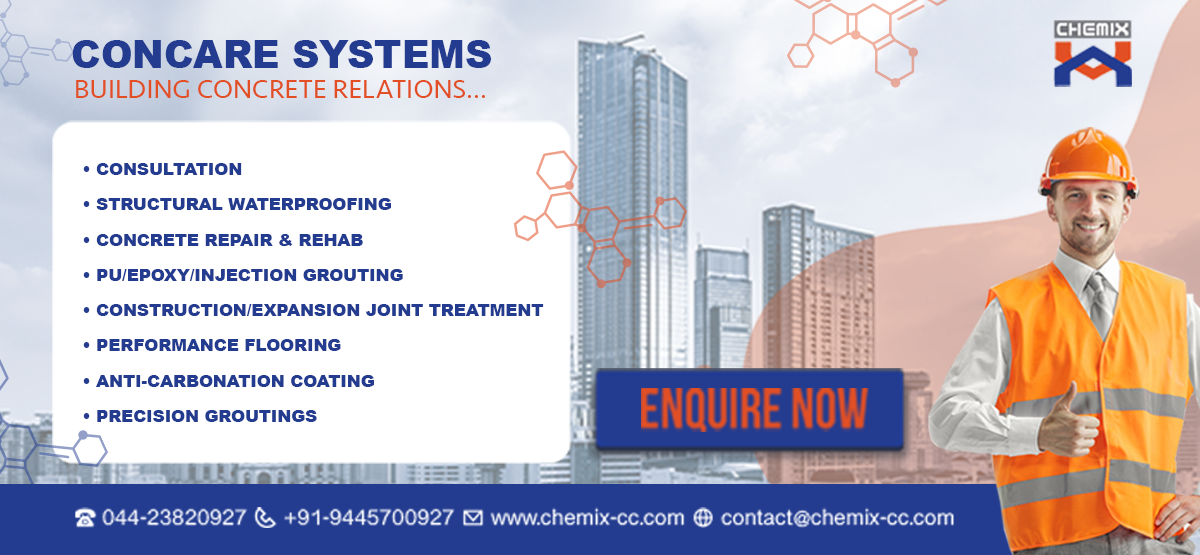 CONCARE SYSTEMS
BUILDING CONCRETE RELATIONS...
CHEMIX
• CONSULTATION
• STRUCTURAL WATERPROOFING
• CONCRETE REPAIR & REHAB
• PU/EPOXY/INJECTION GROUTING
• CONSTRUCTION/EXPANSION JOINT TREATMENT
• PERFORMANCE FLOORING
• ANTI-CARBONATION COATING
• PRECISION GROUTINGS
ENQUIRE NOW
044-23820927 +91-9445700927 www.chemix-cc.com contact@chemix-cc.com